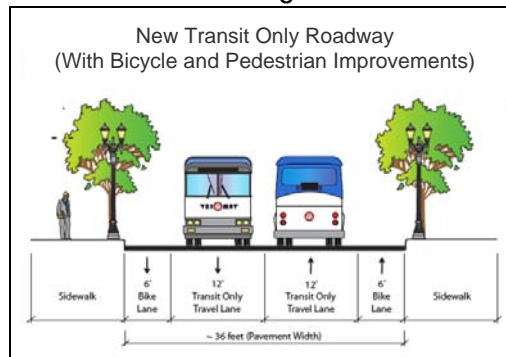 New Transit Only Roadway
(With Bicycle and Pedestrian Improvements)
Sidewalk
6'
Bike
Lane
12'
Transit Only
Travel Lane
12'
Transit Only
Travel Lane
6'
Bike
Lane
Sidewalk
~ 36 feet (Pavement Width)